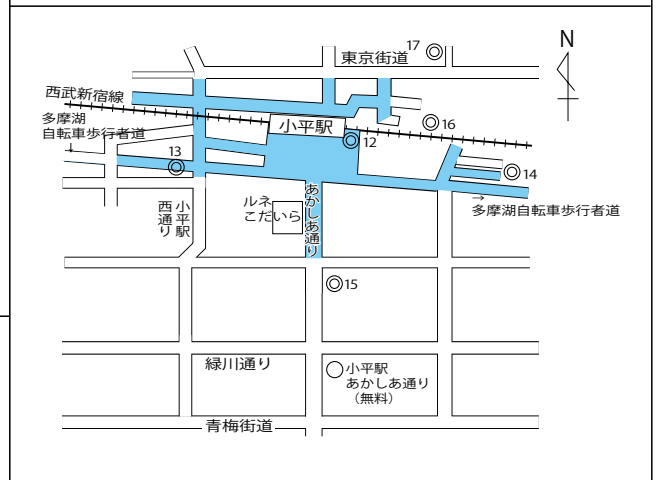 N
17
東京街道
西武新宿線
多摩湖
自転車歩行者道
↓
小平駅
12
16
13
14
→
多摩湖自転車歩行者道
小平駅
西通り
ルネ
こだいら
あかしあ通り
15
緑川通り
小平駅
あかしあ通り
（無料）
青梅街道